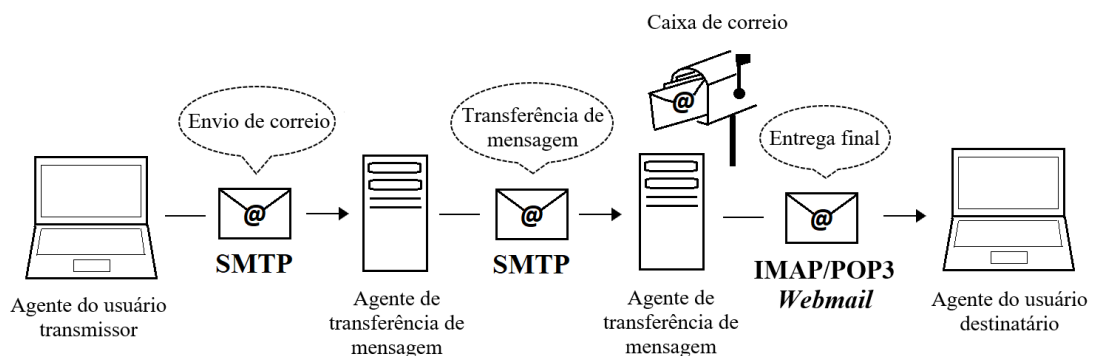 Caixa de correio
Envio de correio
Transferência de
mensagem
Entrega final
@
@
@
@
SMTP
SMTP
IMAP/POP3
Webmail
Agente do usuário
transmissor
Agente de
transferência de
mensagem
Agente de
transferência de
mensagem
Agente do usuário
destinatário